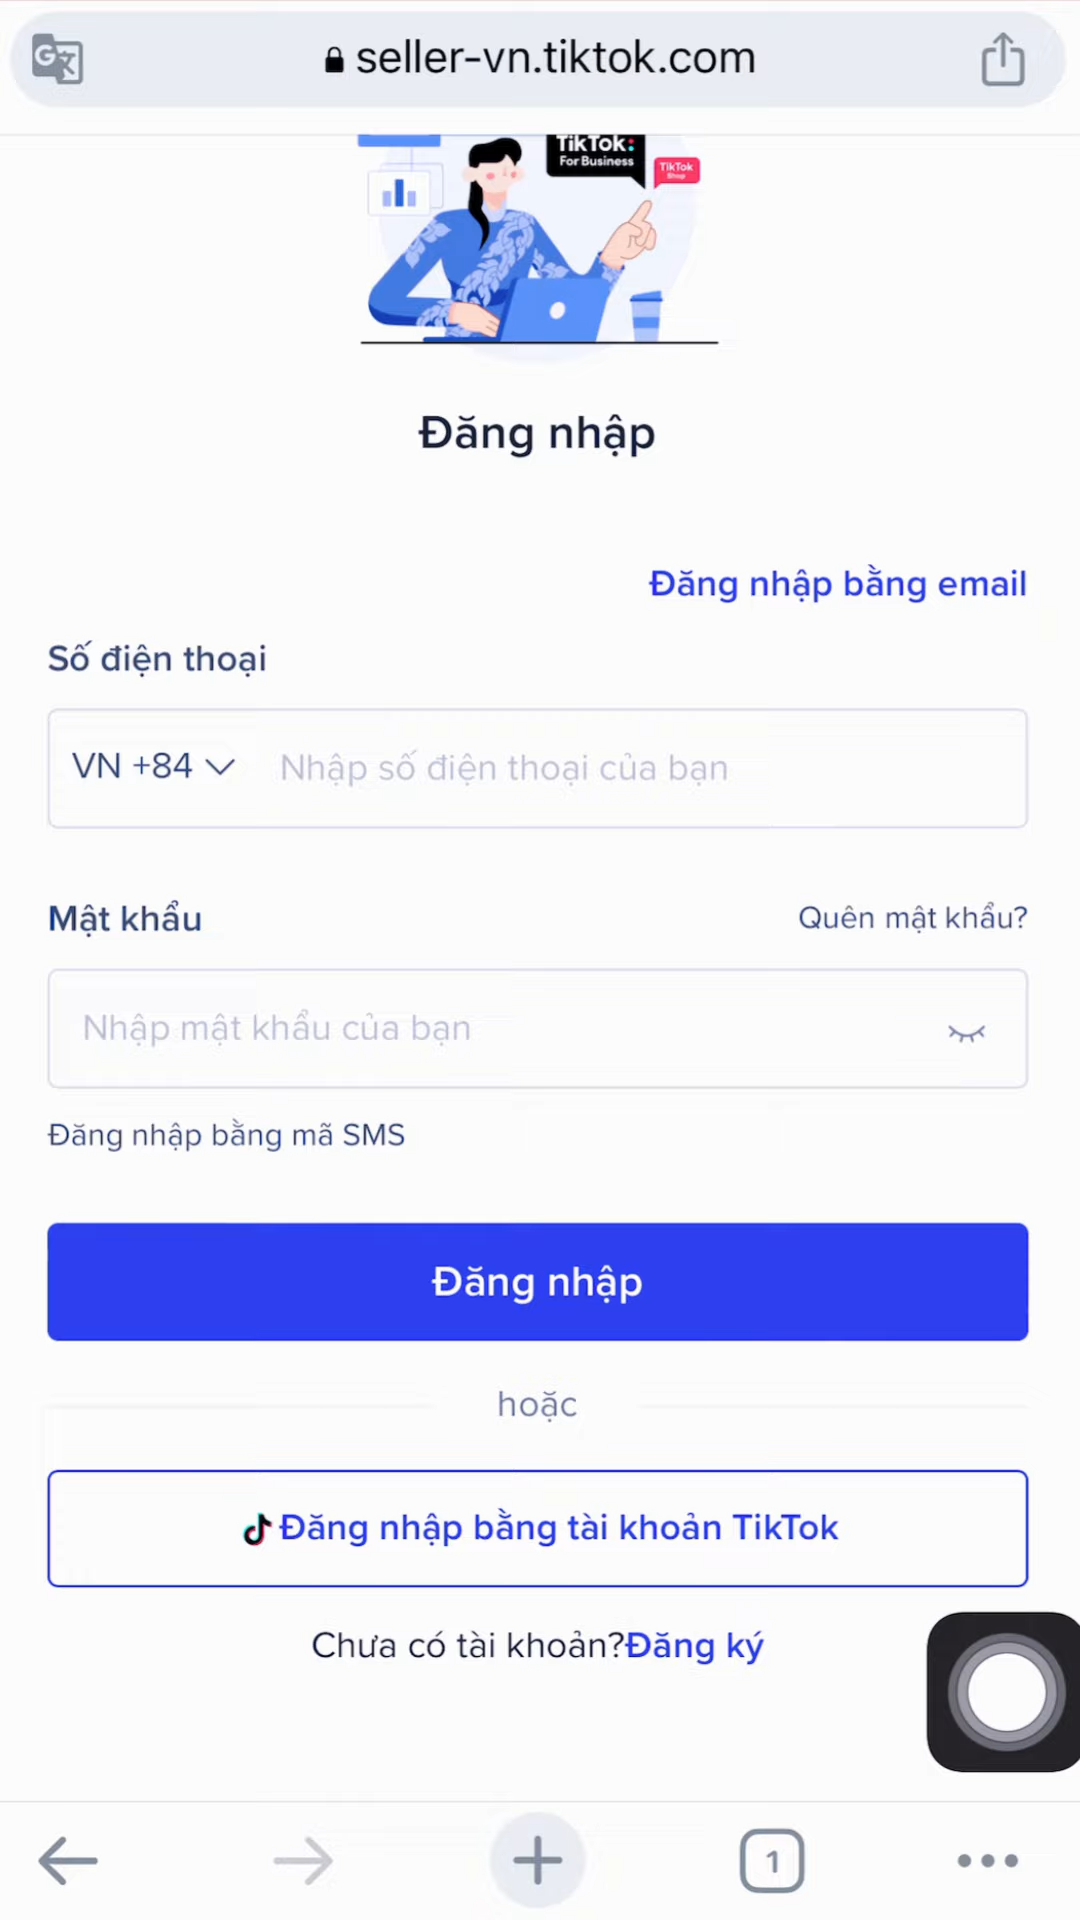 seller-vn.tiktok.com
TikTok:
For Business
TikTok
Shop
Đăng nhập
Đăng nhập bằng email
Số điện thoại
VN +84
Nhập số điện thoại của bạn
Mật khẩu
Quên mật khẩu?
Nhập mật khẩu của bạn
Đăng nhập bằng mã SMS
Đăng nhập
hoặc
Đăng nhập bằng tài khoản TikTok
Chưa có tài khoản?Đăng ký
1